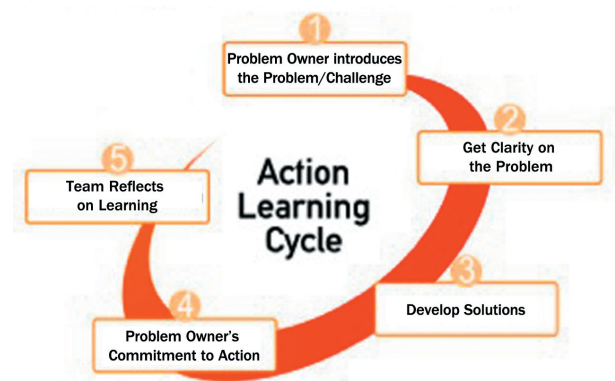 1
Problem Owner introduces
the Problem/Challenge
2
Get Clarity on
the Problem
3
Develop Solutions
4
Problem Owner's
Commitment to Action
5
Team Reflects
on Learning
Action
Learning
Cycle